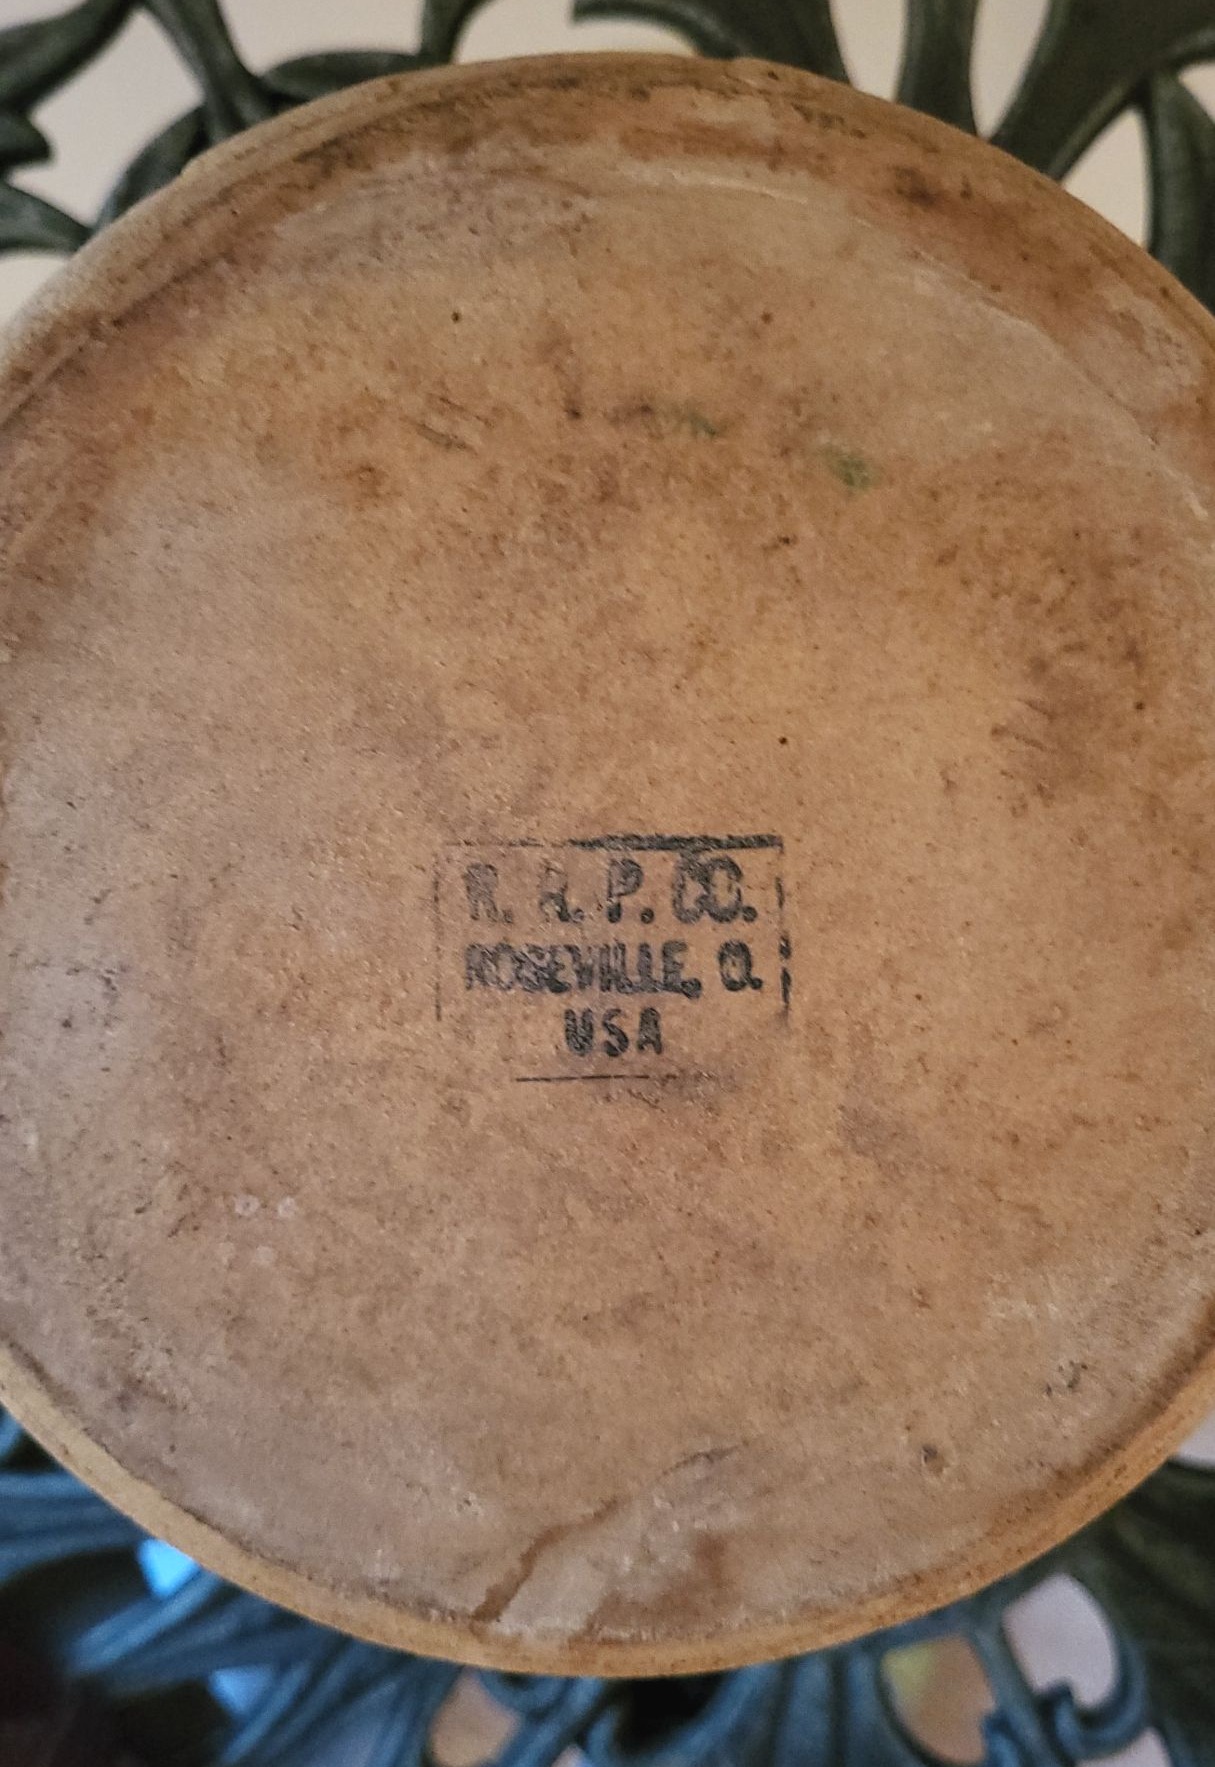 R. R. P. CO.
ROSEVILLE, O.
USA